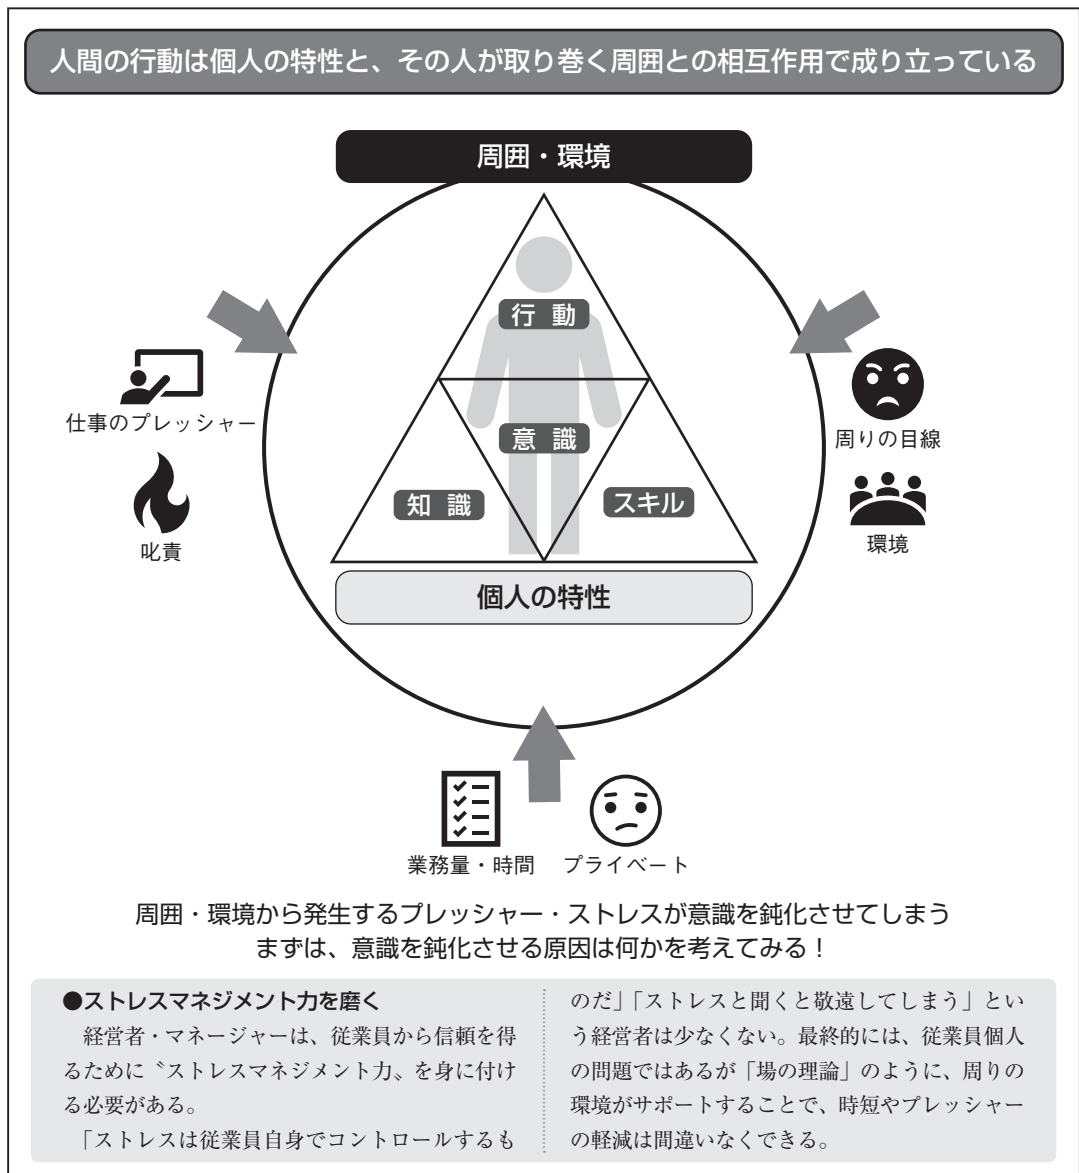 人間の行動は個人の特性と、その人が取り巻く周囲との相互作用で成り立っている
周囲・環境
行 動
意 識
知 識
スキル
個人の特性
仕事のプレッシャー
叱責
周りの目線
環境
業務量・時間
プライベート
周囲・環境から発生するプレッシャー・ストレスが意識を鈍化させてしまう
まずは、意識を鈍化させる原因は何かを考えてみる！
●ストレスマネジメント力を磨く
経営者・マネージャーは、従業員から信頼を得
るために〝ストレスマネジメント力〟を身に付け
る必要がある。
「ストレスは従業員自身でコントロールするも
のだ」「ストレスと聞くと敬遠してしまう」とい
う経営者は少なくない。最終的には、従業員個人
の問題ではあるが「場の理論」のように、周りの
環境がサポートすることで、時短やプレッシャー
の軽減は間違いなくできる。